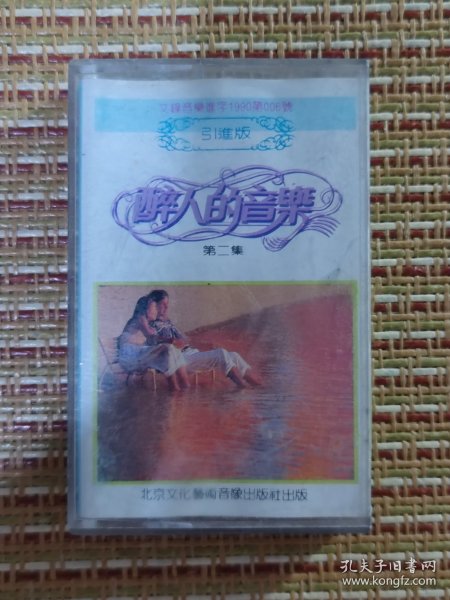 文錄音樂進字1990第006號
引進版
醉人的音樂
第二集
北京文化藝術音像出版社出版
孔夫子旧书网
www.kongfz.com